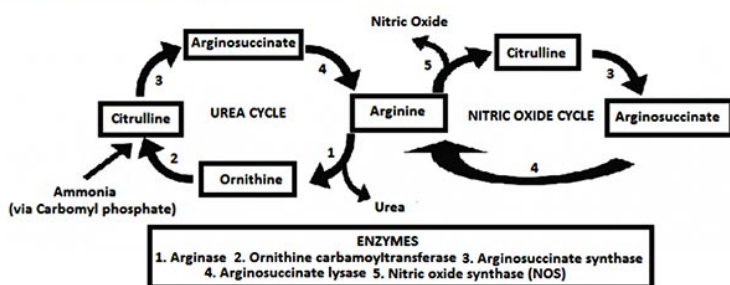 Nitric Oxide
Arginosuccinate
Citrulline
3
4
5
3
Citrulline
UREA CYCLE
Arginine
NITRIC OXIDE CYCLE
Arginosuccinate
2
1
4
Ornithine
Ammonia
(via Carbomyl phosphate)
Urea
ENZYMES
1. Arginase 2. Ornithine carbamoyltransferase 3. Arginosuccinate synthase
4. Arginosuccinate lysase 5. Nitric oxide synthase (NOS)